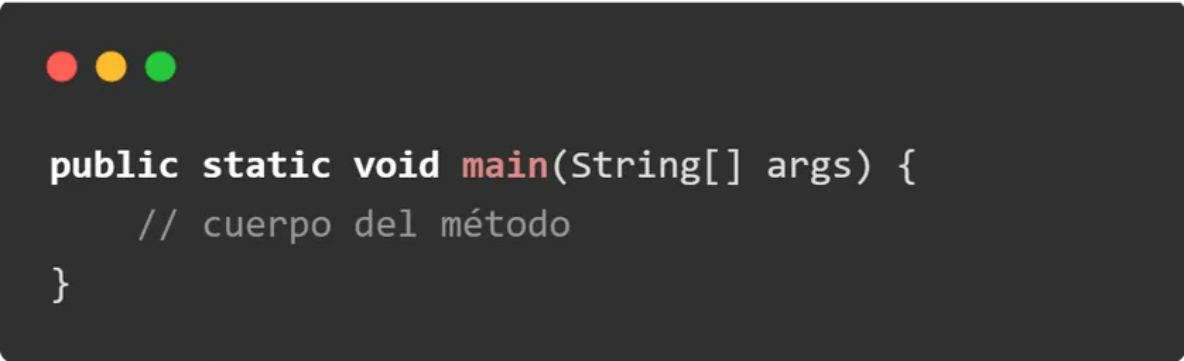 public static void main(String[] args) {
    // cuerpo del método
}